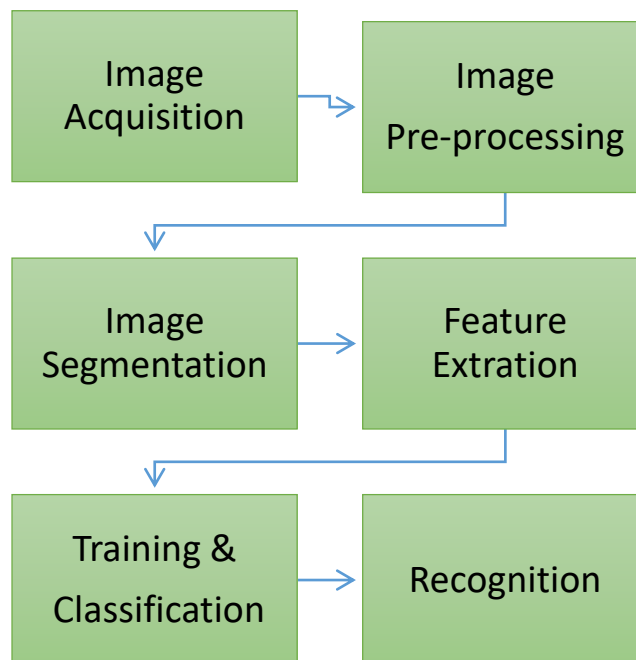 Image
Acquisition
Image
Pre-processing
Image
Segmentation
Feature
Extration
Training &
Classification
Recognition